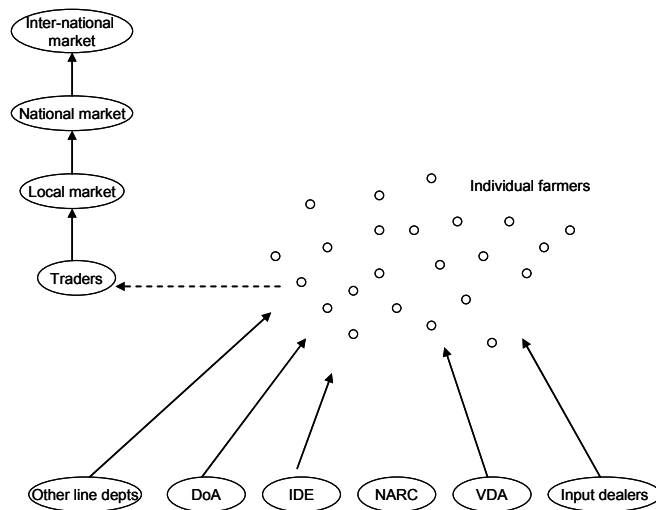 Inter-national
market
National market
Local market
Individual farmers
Traders
Other line depts
DoA
IDE
NARC
VDA
Input dealers